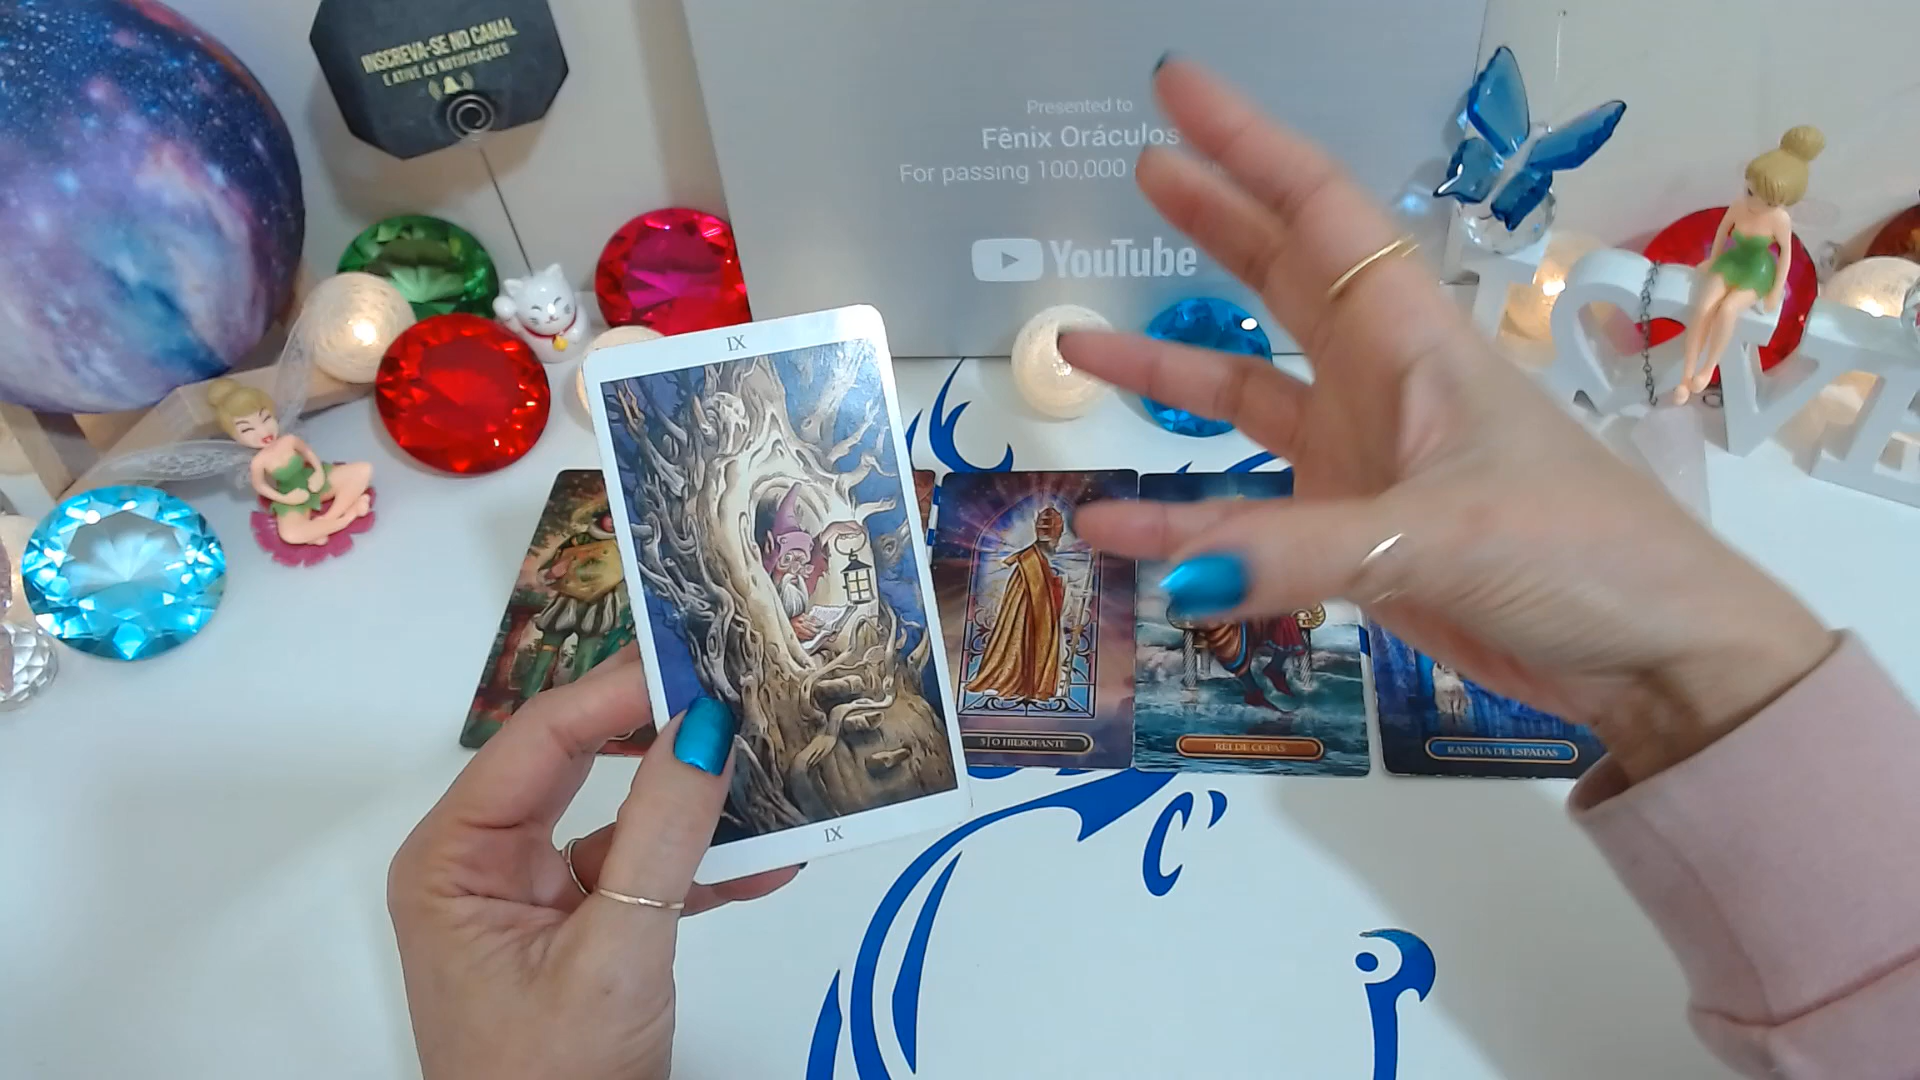 INSCREVA-SE NO CANAL
E ATIVE AS NOTIFICAÇÕES
Presented to
Fênix Oráculos
For passing 100,000
YouTube
IX
IX
5 | O HIEROFANTE
REI DE COPAS
RAINHA DE ESPADAS